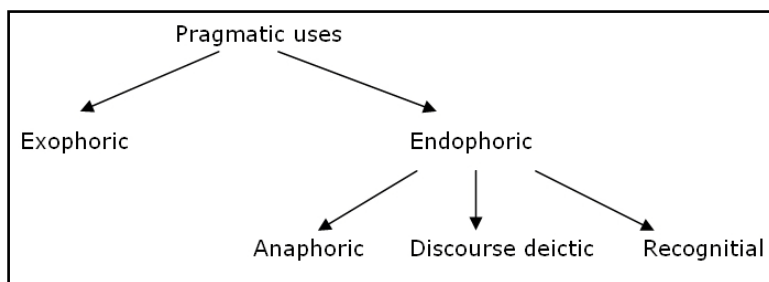 Pragmatic uses
Exophoric Endophoric
Anaphoric Discourse deictic Recognitial